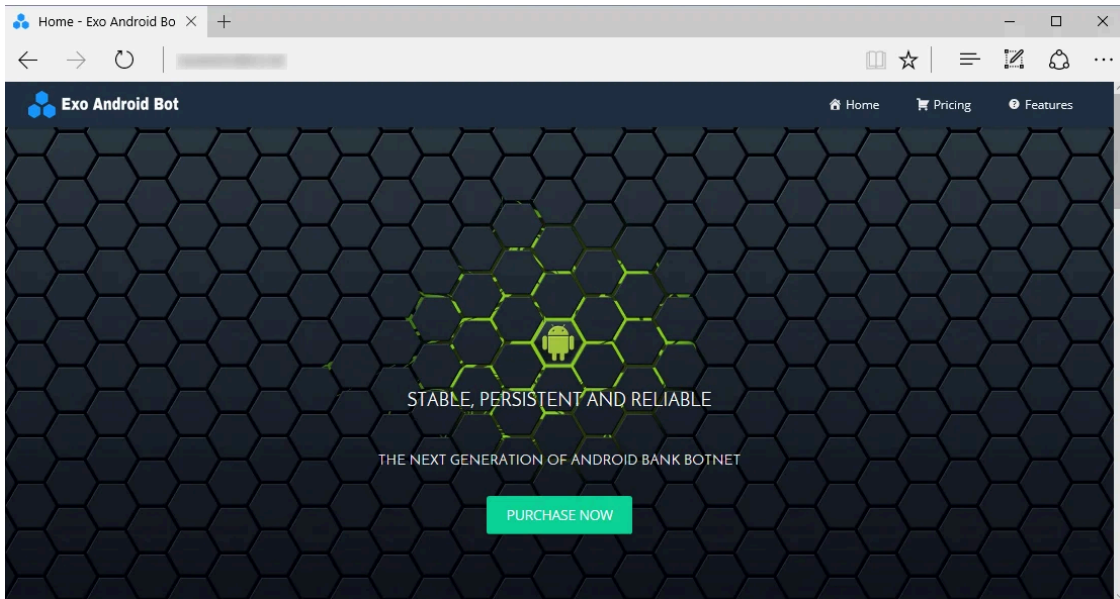 Home - Exo Android Bo
Exo Android Bot
Home
Pricing
Features
STABLE, PERSISTENT AND RELIABLE
THE NEXT GENERATION OF ANDROID BANK BOTNET
PURCHASE NOW